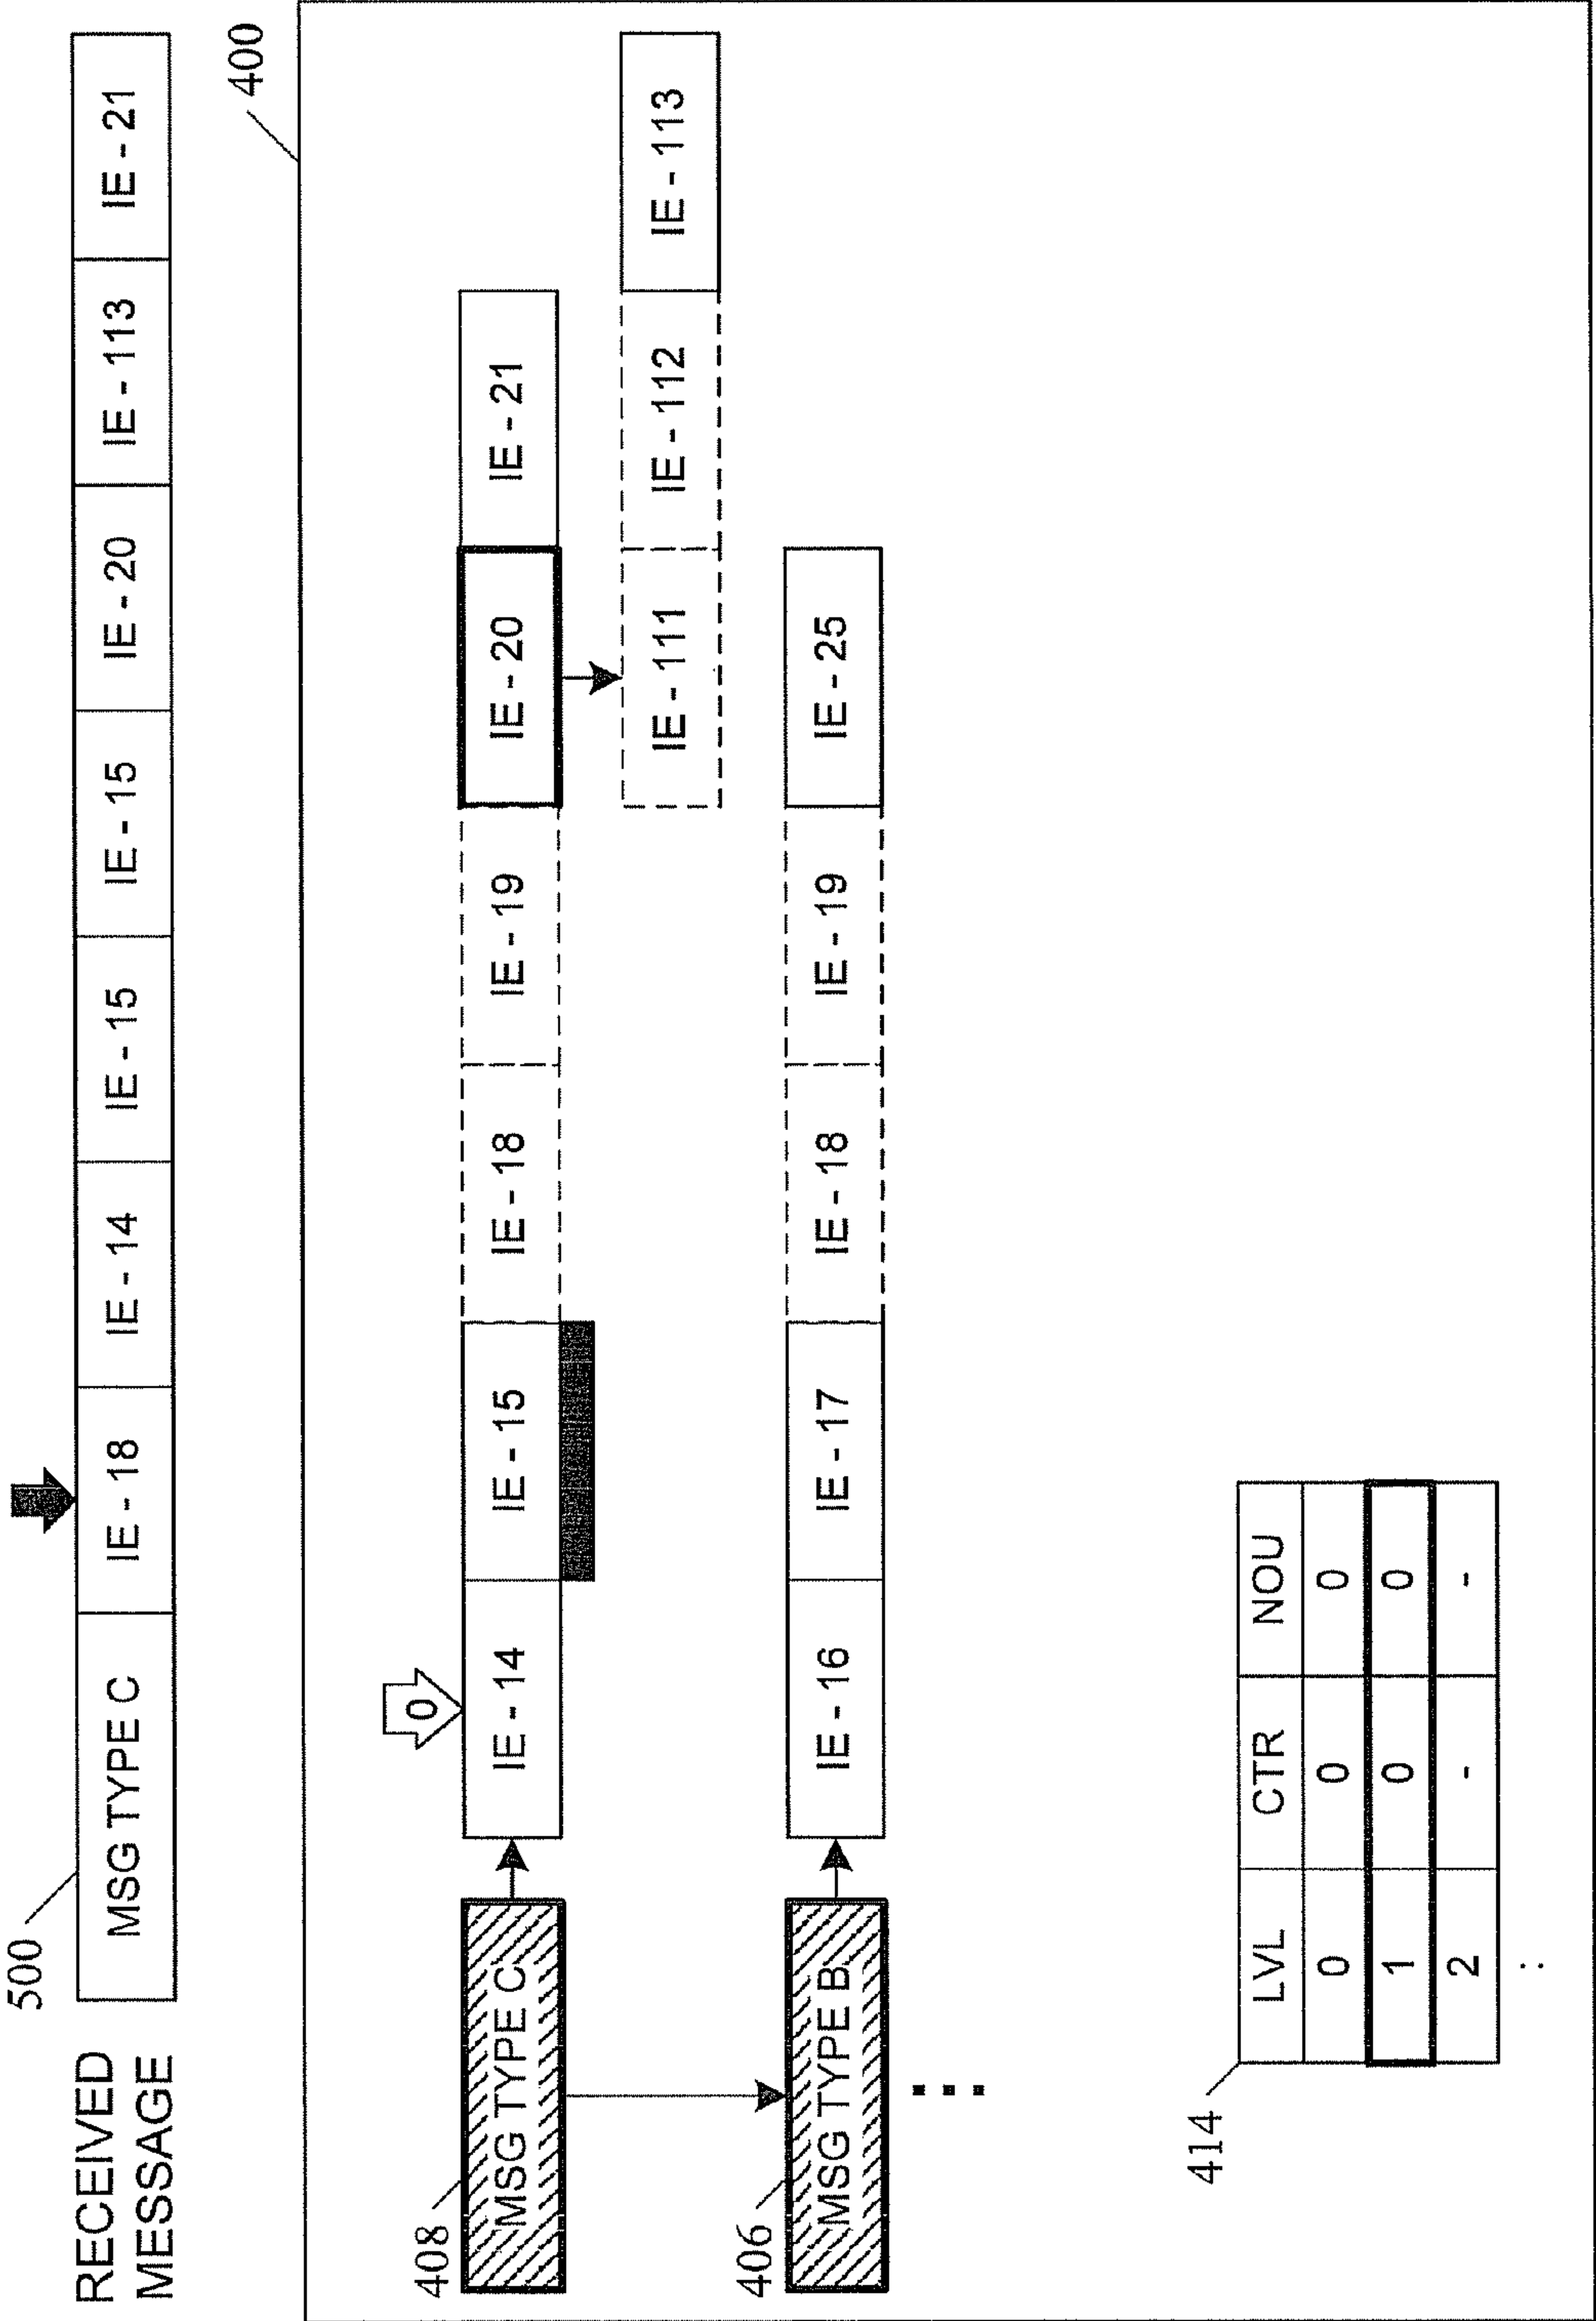 500
RECEIVED MESSAGE
MSG TYPE C IE - 18 IE - 14 IE - 15 IE - 15 IE - 20 IE - 113 IE - 21
400
0
408
MSG TYPE C IE - 14 IE - 15 IE - 18 IE - 19 IE - 20 IE - 21
IE - 111 IE - 112 IE - 113
406
MSG TYPE B IE - 16 IE - 17 IE - 18 IE - 19 IE - 25
414
LVL CTR NOU
0 0 0
1 0 0
2 - -